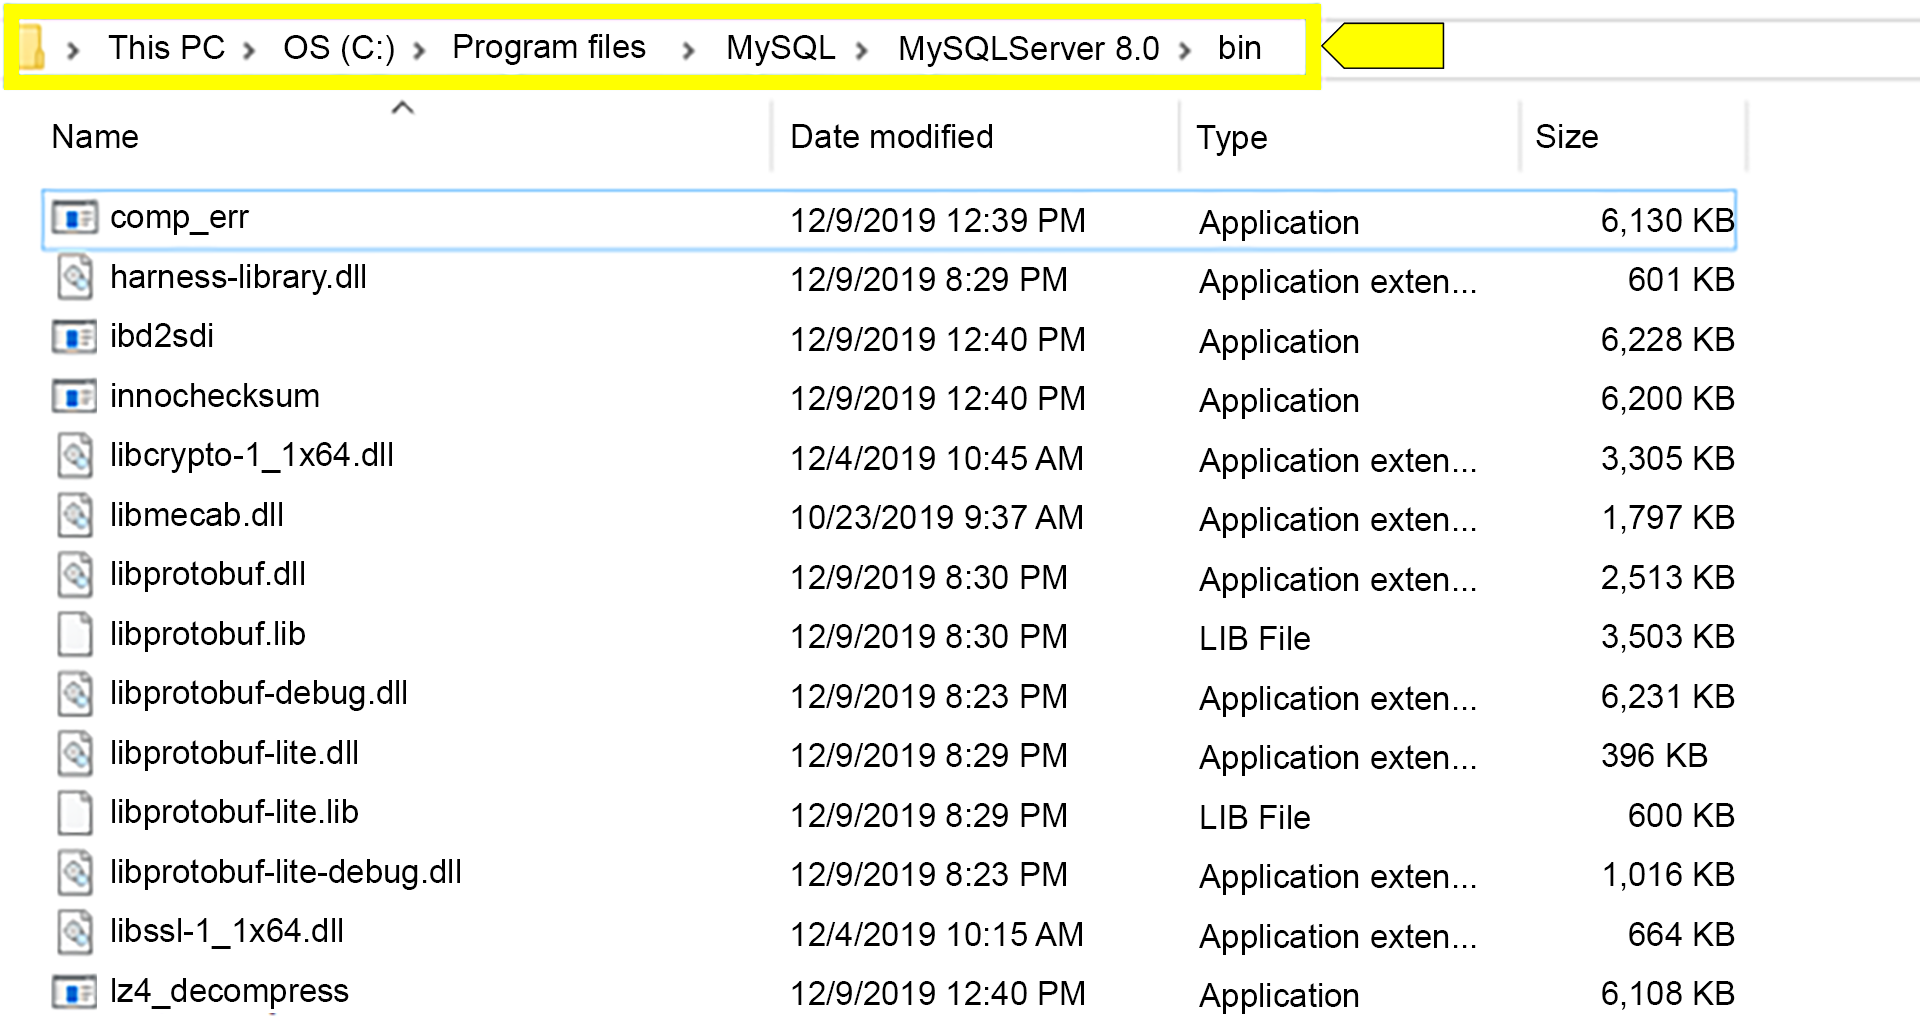 This PC > OS (C:) > Program files > MySQL > MySQLServer 8.0 > bin
Name Date modified Type Size
comp_err 12/9/2019 12:39 PM Application 6,130 KB
harness-library.dll 12/9/2019 8:29 PM Application exten... 601 KB
ibd2sdi 12/9/2019 12:40 PM Application 6,228 KB
innochecksum 12/9/2019 12:40 PM Application 6,200 KB
libcrypto-1_1x64.dll 12/4/2019 10:45 AM Application exten... 3,305 KB
libmecab.dll 10/23/2019 9:37 AM Application exten... 1,797 KB
libprotobuf.dll 12/9/2019 8:30 PM Application exten... 2,513 KB
libprotobuf.lib 12/9/2019 8:30 PM LIB File 3,503 KB
libprotobuf-debug.dll 12/9/2019 8:23 PM Application exten... 6,231 KB
libprotobuf-lite.dll 12/9/2019 8:29 PM Application exten... 396 KB
libprotobuf-lite.lib 12/9/2019 8:29 PM LIB File 600 KB
libprotobuf-lite-debug.dll 12/9/2019 8:23 PM Application exten... 1,016 KB
libssl-1_1x64.dll 12/4/2019 10:15 AM Application exten... 664 KB
lz4_decompress 12/9/2019 12:40 PM Application 6,108 KB